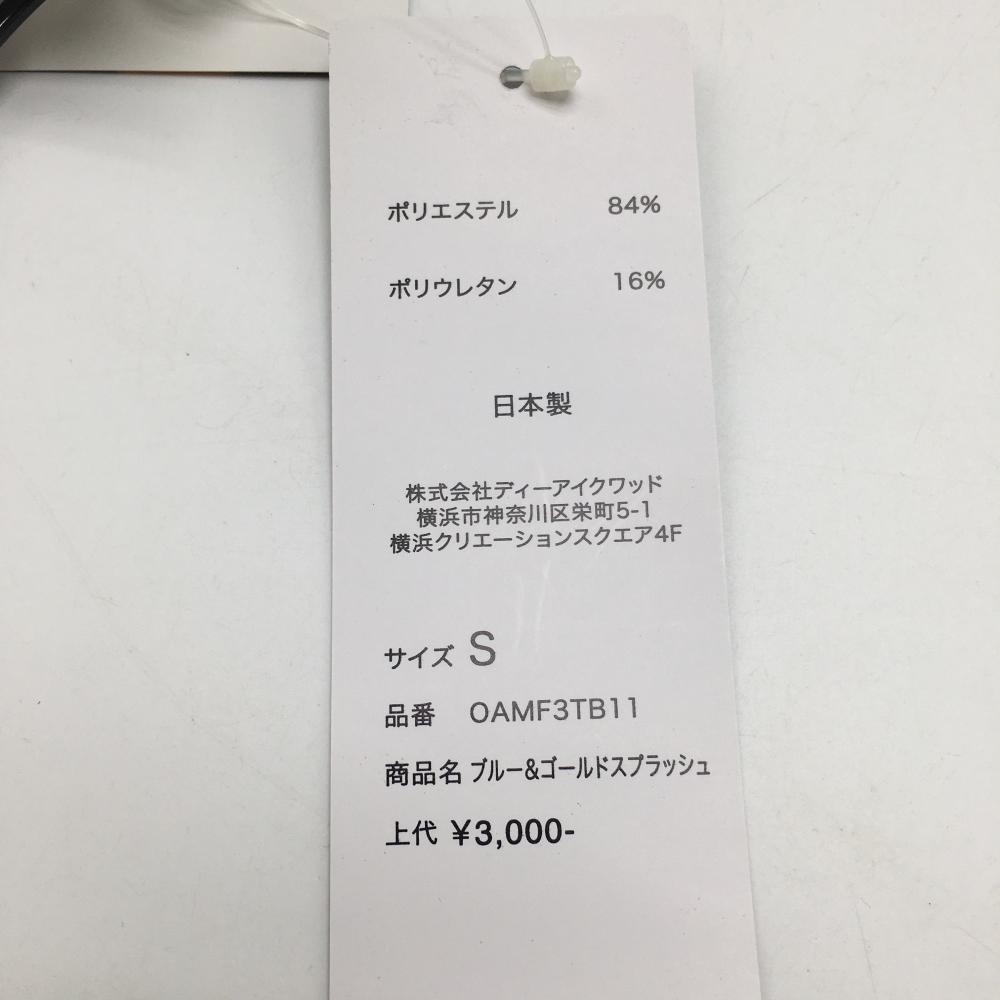 ポリエステル 84%
ポリウレタン 16%
日本製
株式会社ディーアイクワッド
横浜市神奈川区栄町5-1
横浜クリエーションスクエア4F
サイズ S
品番 OAMF3TB11
商品名 ブルー&ゴールドスプラッシュ
上代 ¥3,000-